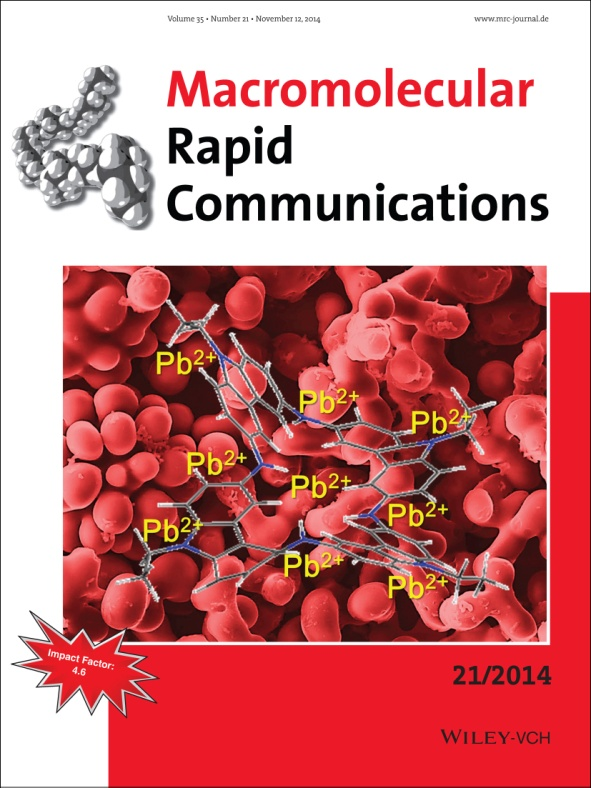 Volume 35 • Number 21 • November 12, 2014
www.mrc-journal.de
Macromolecular
Rapid
Communications
Pb2+
Pb2+
Pb2+
Pb2+
Pb2+
Pb2+
Pb2+
Pb2+
Pb2+
Impact Factor:
4.6
21/2014
WILEY-VCH